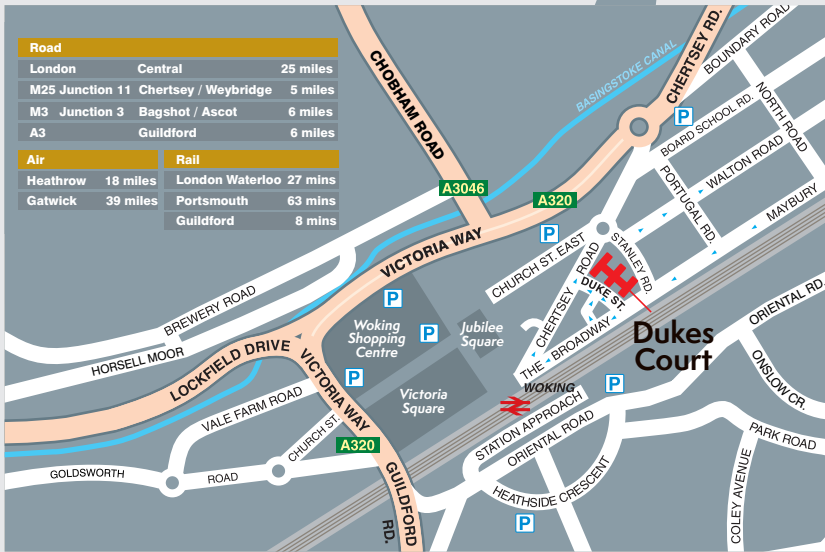 Road
London Central 25 miles
M25 Junction 11 Chertsey / Weybridge 5 miles
M3 Junction 3 Bagshot / Ascot 6 miles
A3 Guildford 6 miles
Air
Heathrow 18 miles
Gatwick 39 miles
Rail
London Waterloo 27 mins
Portsmouth 63 mins
Guildford 8 mins
CHOBHAM ROAD
BASINGSTOKE CANAL
CHERTSEY RD.
BOUNDARY ROAD
P
BOARD SCHOOL RD.
NORTH ROAD
WALTON ROAD
PORTUGAL RD.
MAYBURY
A3046
A320
P
VICTORIA WAY
CHURCH ST. EAST
STANLEY RD.
CHERTSEY ROAD
DUKE ST.
THE BROADWAY
Dukes
Court
ORIENTAL RD.
ONSLOW CR.
BREWERY ROAD
HORSELL MOOR
LOCKFIELD DRIVE
P
P
Woking
Shopping
Centre
Jubilee
Square
VICTORIA WAY
P
Victoria
Square
WOKING
P
STATION APPROACH
ORIENTAL ROAD
VALE FARM ROAD
CHURCH ST.
A320
GOLDSWORTH
ROAD
GUILDFORD
RD.
HEATHSIDE CRESCENT
P
PARK ROAD
COLEY AVENUE